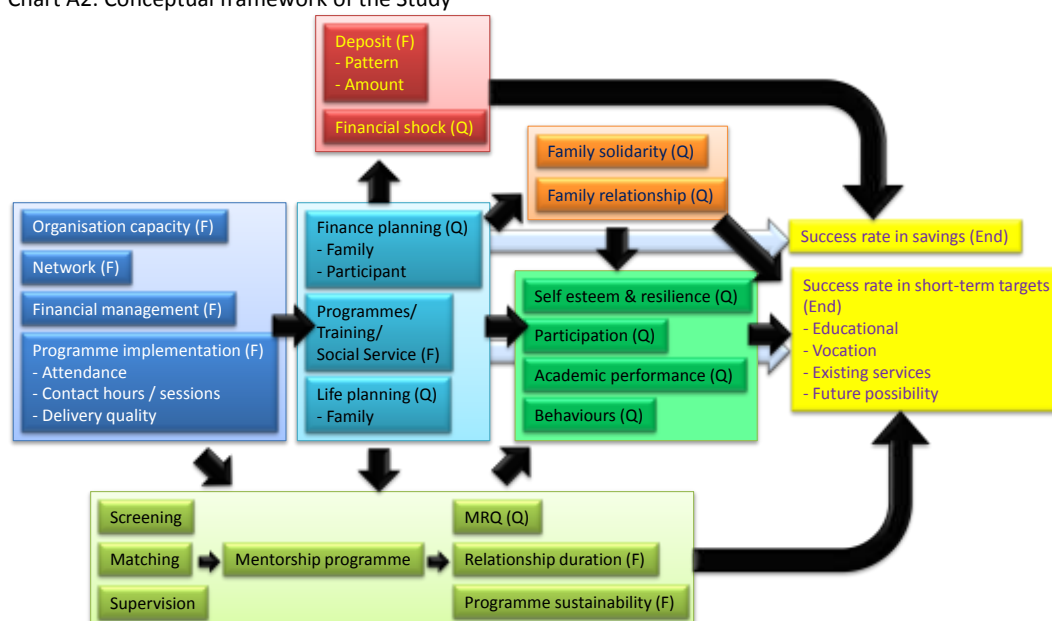 Chart A2: Conceptual framework of the Study
Deposit (F)
- Pattern
- Amount
Financial shock (Q)
Family solidarity (Q)
Family relationship (Q)
Organisation capacity (F)
Network (F)
Financial management (F)
Programme implementation (F)
- Attendance
- Contact hours / sessions
- Delivery quality
Finance planning (Q)
- Family
- Participant
Programmes/
Training/
Social Service (F)
Life planning (Q)
- Family
Self esteem & resilience (Q)
Participation (Q)
Academic performance (Q)
Behaviours (Q)
Success rate in savings (End)
Success rate in short-term targets
(End)
- Educational
- Vocation
- Existing services
- Future possibility
Screening
Matching
Supervision
Mentorship programme
MRQ (Q)
Relationship duration (F)
Programme sustainability (F)